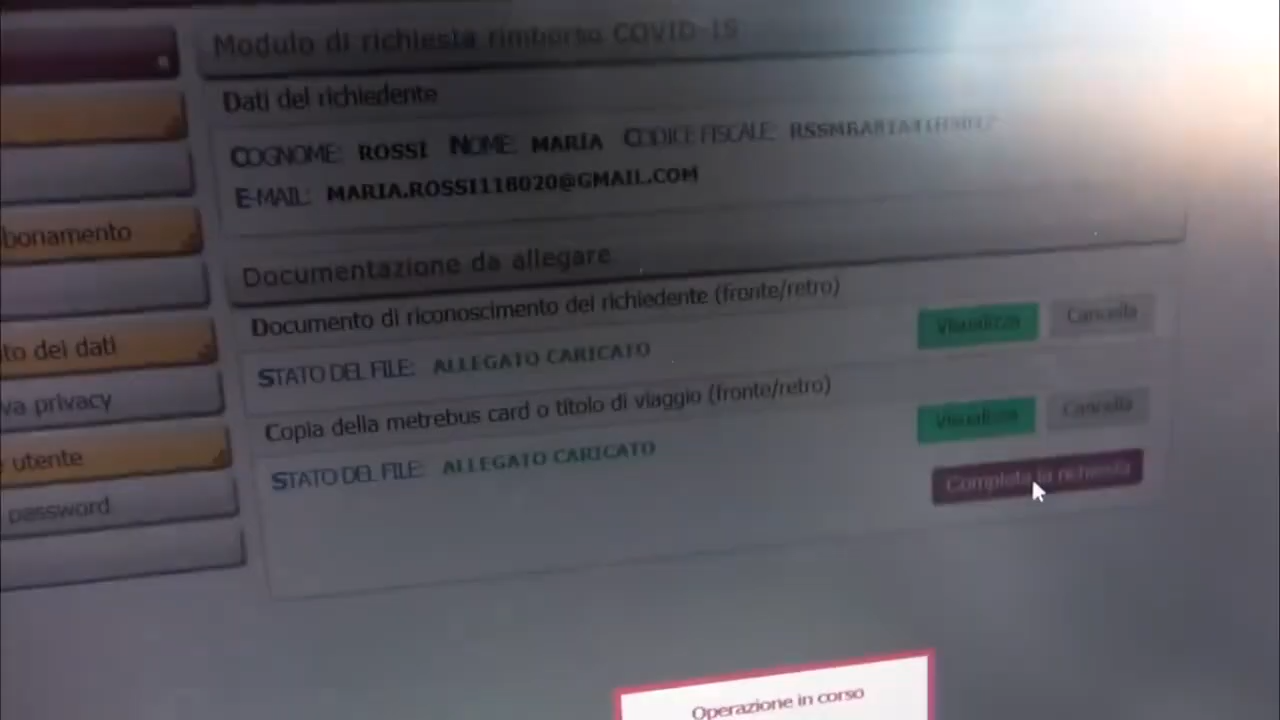 Modulo di richiesta rimborso COVID-19
Dati del richiedente
COGNOME: ROSSI NOME: MARIA CODICE FISCALE:
E-MAIL: MARIA.ROSSI118020@GMAIL.COM
bonamento
Documentazione da allegare
Documento di riconoscimento del richiedente (fronte/retro)
Visualizza Cancella
to dei dati
STATO DEL FILE: ALLEGATO CARICATO
va privacy
Copia della metrebus card o titolo di viaggio (fronte/retro)
Visualizza Cancella
utente
STATO DEL FILE: ALLEGATO CARICATO
Completa la richiesta
password
Operazione in corso